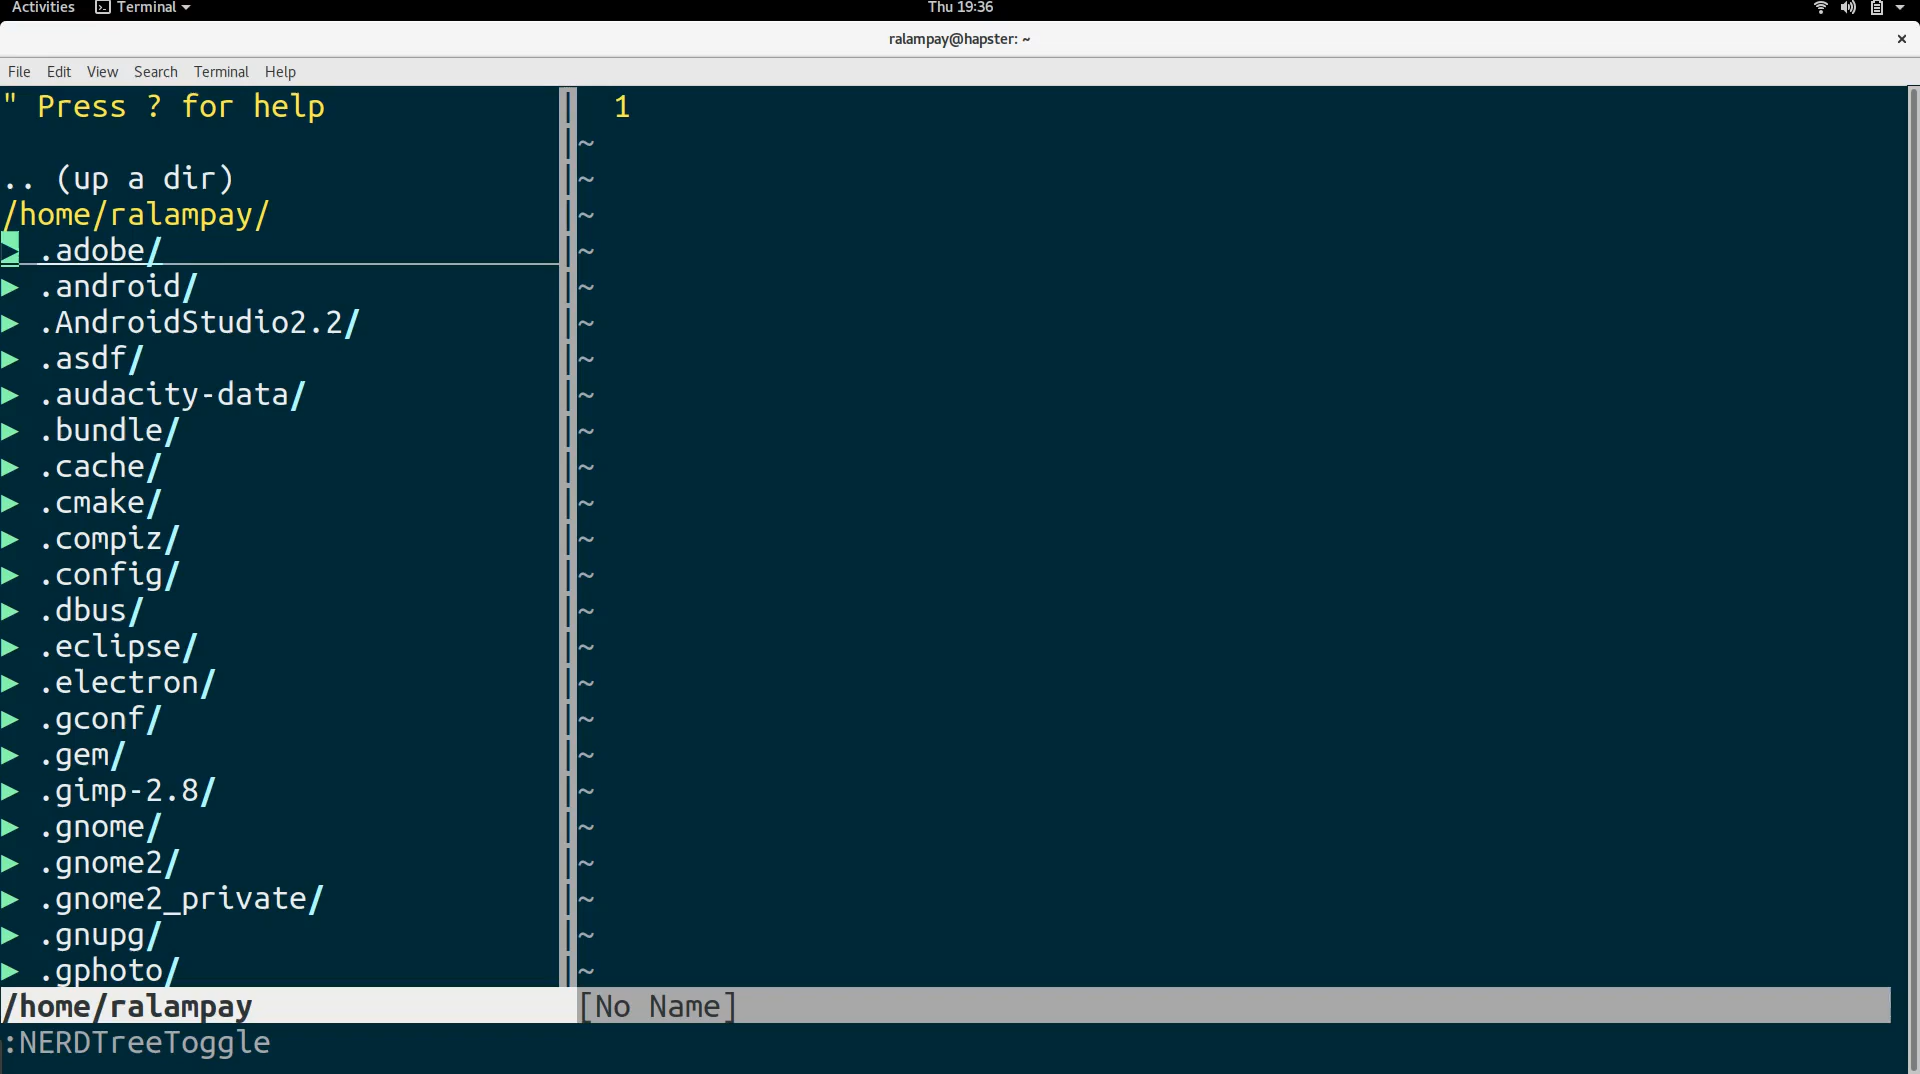 Activities Terminal Thu 19:36
ralampay@hapster: ~ ×
File Edit View Search Terminal Help
" Press ? for help 1
~
.. (up a dir) ~
/home/ralampay/ ~
▸ .adobe/ ~
▸ .android/ ~
▸ .AndroidStudio2.2/ ~
▸ .asdf/ ~
▸ .audacity-data/ ~
▸ .bundle/ ~
▸ .cache/ ~
▸ .cmake/ ~
▸ .compiz/ ~
▸ .config/ ~
▸ .dbus/ ~
▸ .eclipse/ ~
▸ .electron/ ~
▸ .gconf/ ~
▸ .gem/ ~
▸ .gimp-2.8/ ~
▸ .gnome/ ~
▸ .gnome2/ ~
▸ .gnome2_private/ ~
▸ .gnupg/ ~
▸ .gphoto/ ~
/home/ralampay [No Name]
:NERDTreeToggle